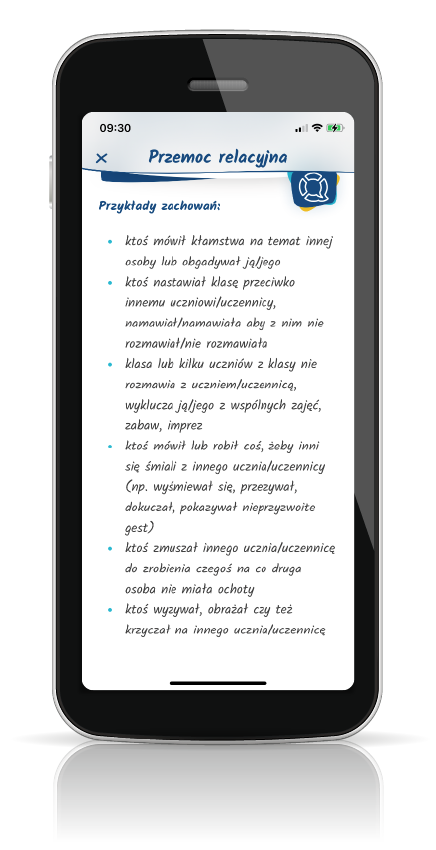 09:30
Przemoc relacyjna
Przykłady zachowań:
• ktoś mówił kłamstwa na temat innej
osoby lub obgadywał ją/jego
• ktoś nastawiał klasę przeciwko
innemu uczniowi/uczennicy,
namawiał/namawiała aby z nim nie
rozmawiał/nie rozmawiała
• klasa lub kilku uczniów z klasy nie
rozmawia z uczniem/uczennicą,
wyklucza ją/jego z wspólnych zajęć,
zabaw, imprez
• ktoś mówił lub robił coś, żeby inni
się śmiali z innego ucznia/uczennicy
(np. wyśmiewał się, przezywał,
dokuczał, pokazywał nieprzyzwoite
gest)
• ktoś zmuszał innego ucznia/uczennicę
do zrobienia czegoś na co druga
osoba nie miała ochoty
• ktoś wyzywał, obrażał czy też
krzyczał na innego ucznia/uczennicę